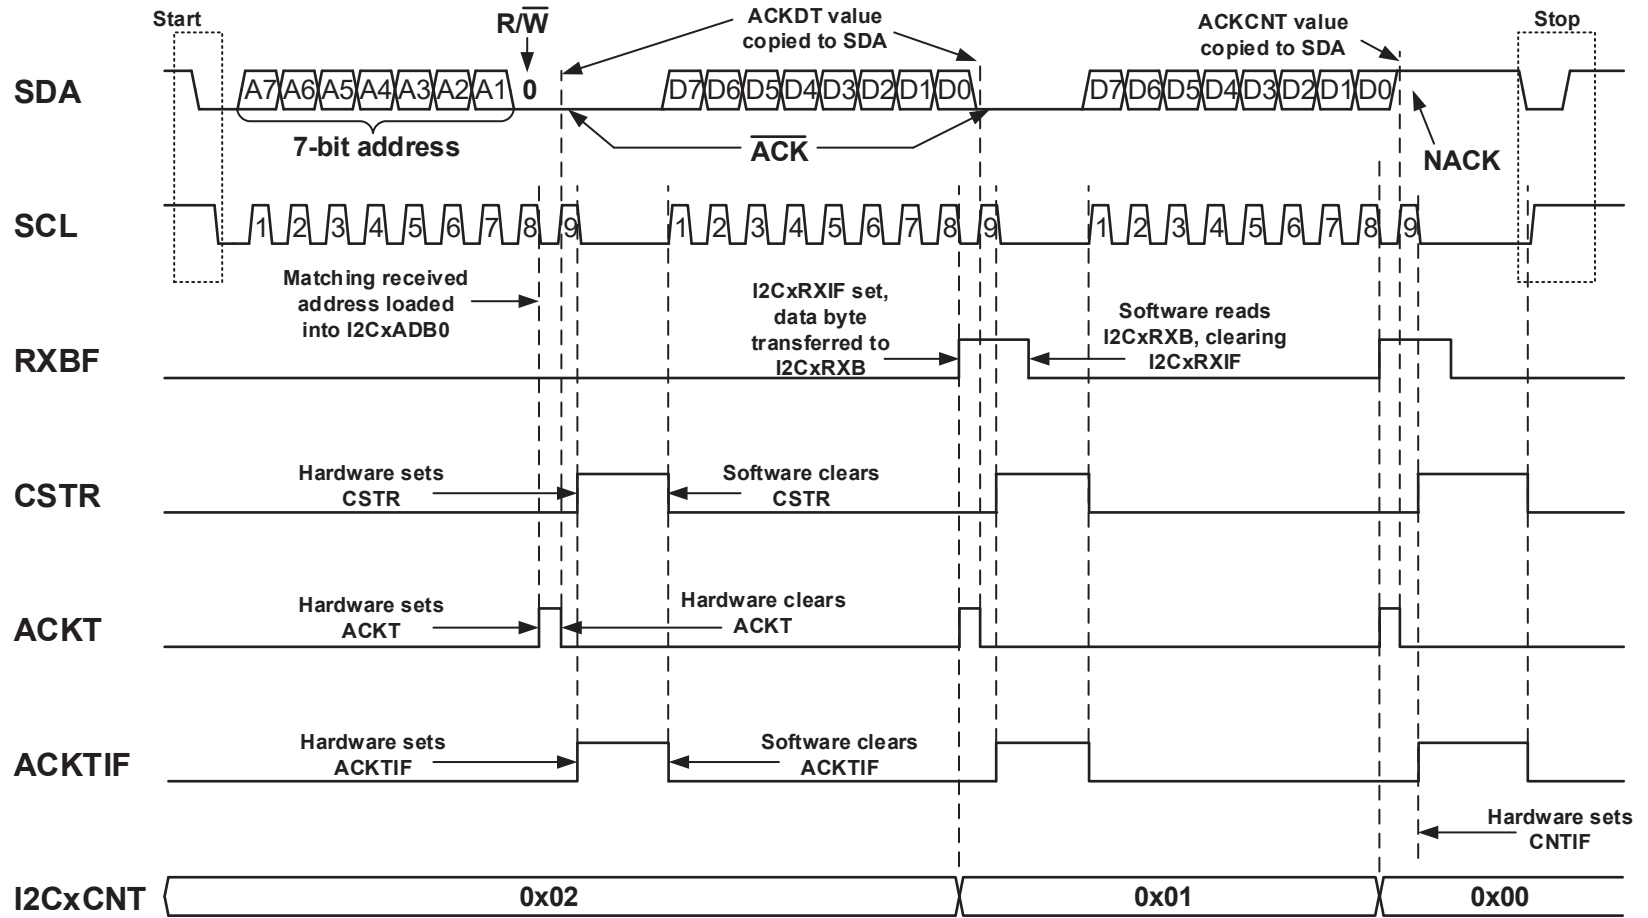 Start
R/W̅
ACKDT value
copied to SDA
ACKCNT value
copied to SDA
Stop
SDA
A7 A6 A5 A4 A3 A2 A1 0 D7 D6 D5 D4 D3 D2 D1 D0 D7 D6 D5 D4 D3 D2 D1 D0
7-bit address
A̅C̅K̅
NACK
SCL
1 2 3 4 5 6 7 8 9 1 2 3 4 5 6 7 8 9 1 2 3 4 5 6 7 8 9
Matching received
address loaded
into I2CxADB0
I2CxRXIF set,
data byte
transferred to
I2CxRXB
Software reads
I2CxRXB, clearing
I2CxRXIF
RXBF
Hardware sets
CSTR
Software clears
CSTR
CSTR
Hardware sets
ACKT
Hardware clears
ACKT
ACKT
Hardware sets
ACKTIF
Software clears
ACKTIF
ACKTIF
Hardware sets
CNTIF
I2CxCNT
0x02 0x01 0x00